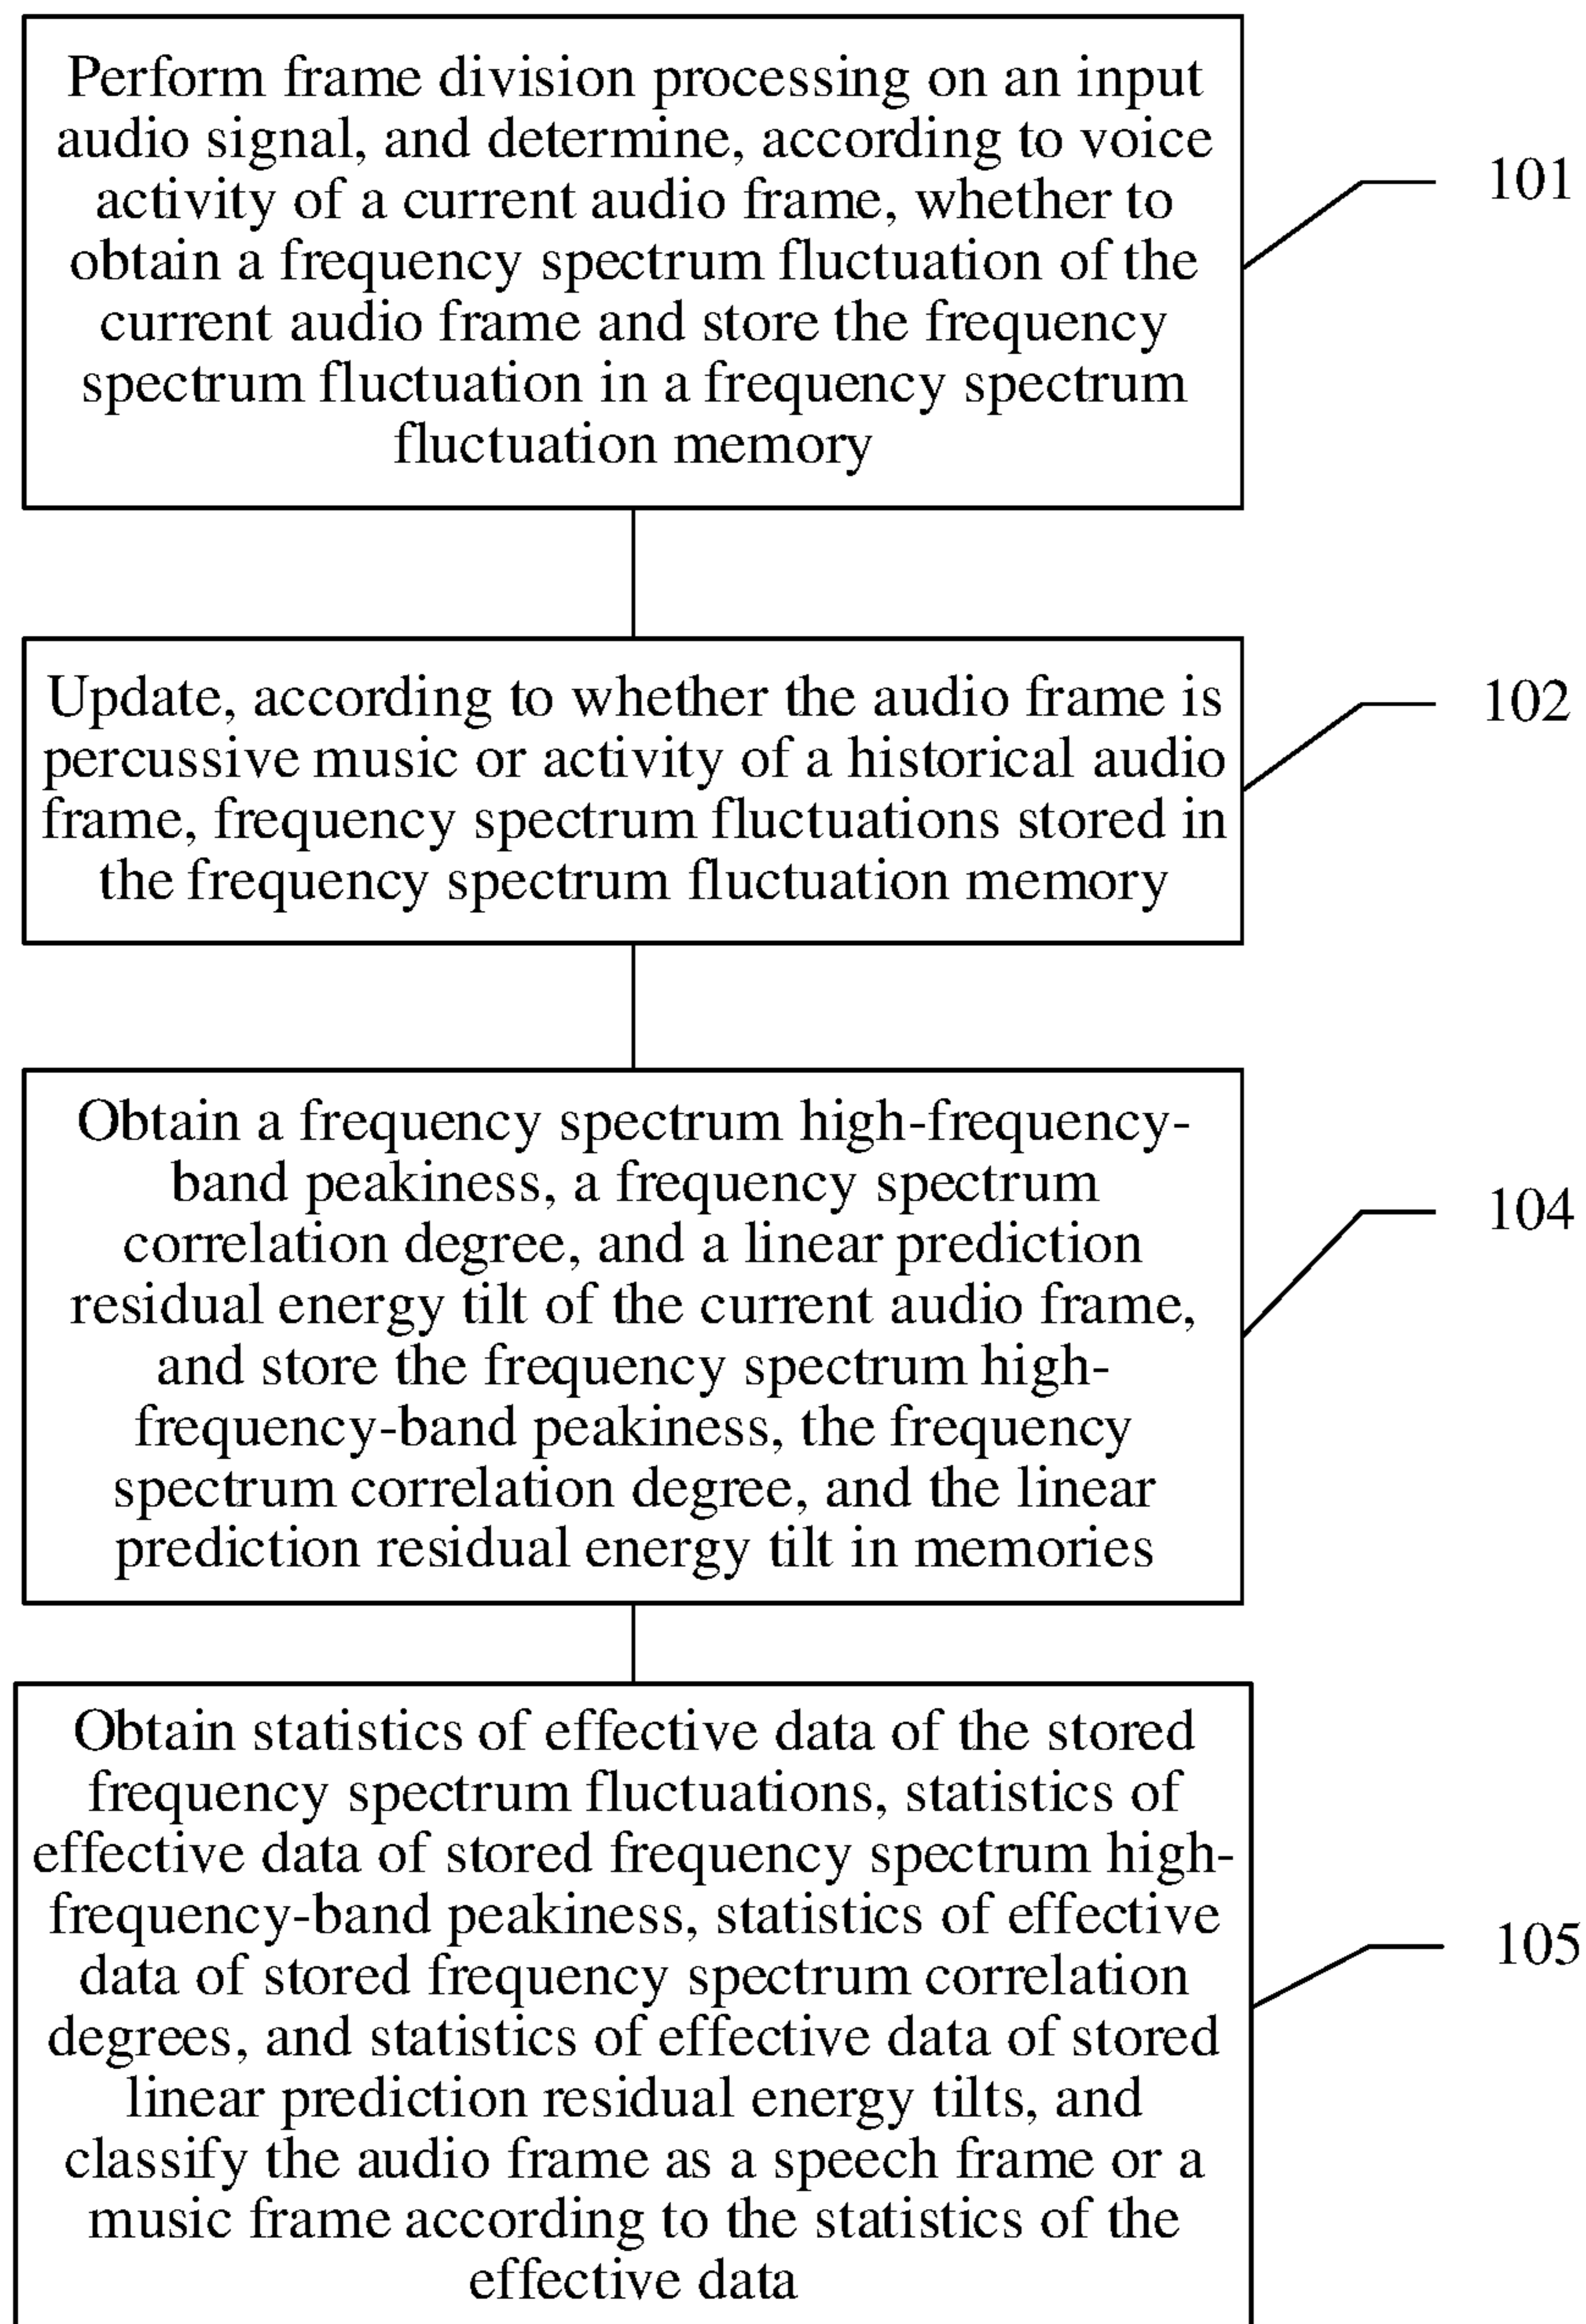 Perform frame division processing on an input
audio signal, and determine, according to voice
activity of a current audio frame, whether to
obtain a frequency spectrum fluctuation of the
current audio frame and store the frequency
spectrum fluctuation in a frequency spectrum
fluctuation memory
101
Update, according to whether the audio frame is
percussive music or activity of a historical audio
frame, frequency spectrum fluctuations stored in
the frequency spectrum fluctuation memory
102
Obtain a frequency spectrum high-frequency-
band peakiness, a frequency spectrum
correlation degree, and a linear prediction
residual energy tilt of the current audio frame,
and store the frequency spectrum high-
frequency-band peakiness, the frequency
spectrum correlation degree, and the linear
prediction residual energy tilt in memories
104
Obtain statistics of effective data of the stored
frequency spectrum fluctuations, statistics of
effective data of stored frequency spectrum high-
frequency-band peakiness, statistics of effective
data of stored frequency spectrum correlation
degrees, and statistics of effective data of stored
linear prediction residual energy tilts, and
classify the audio frame as a speech frame or a
music frame according to the statistics of the
effective data
105